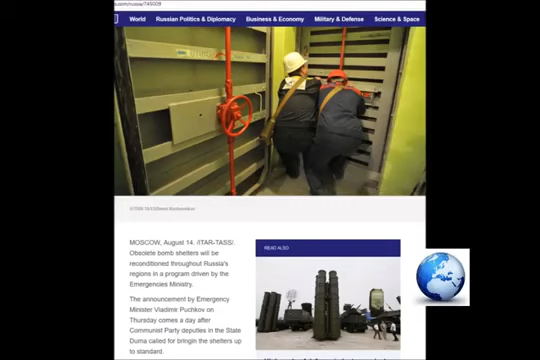 s.com/russia/745009
World Russian Politics & Diplomacy Business & Economy Military & Defense Science & Space
MOSCOW, August 14. /ITAR-TASS/.
Obsolete bomb shelters will be
reconditioned throughout Russia's
regions in a program driven by the
Emergencies Ministry.
The announcement by Emergency
Minister Vladimir Puchkov on
Thursday comes a day after
Communist Party deputies in the State
Duma called for bringin the shelters up
to standard.
READ ALSO